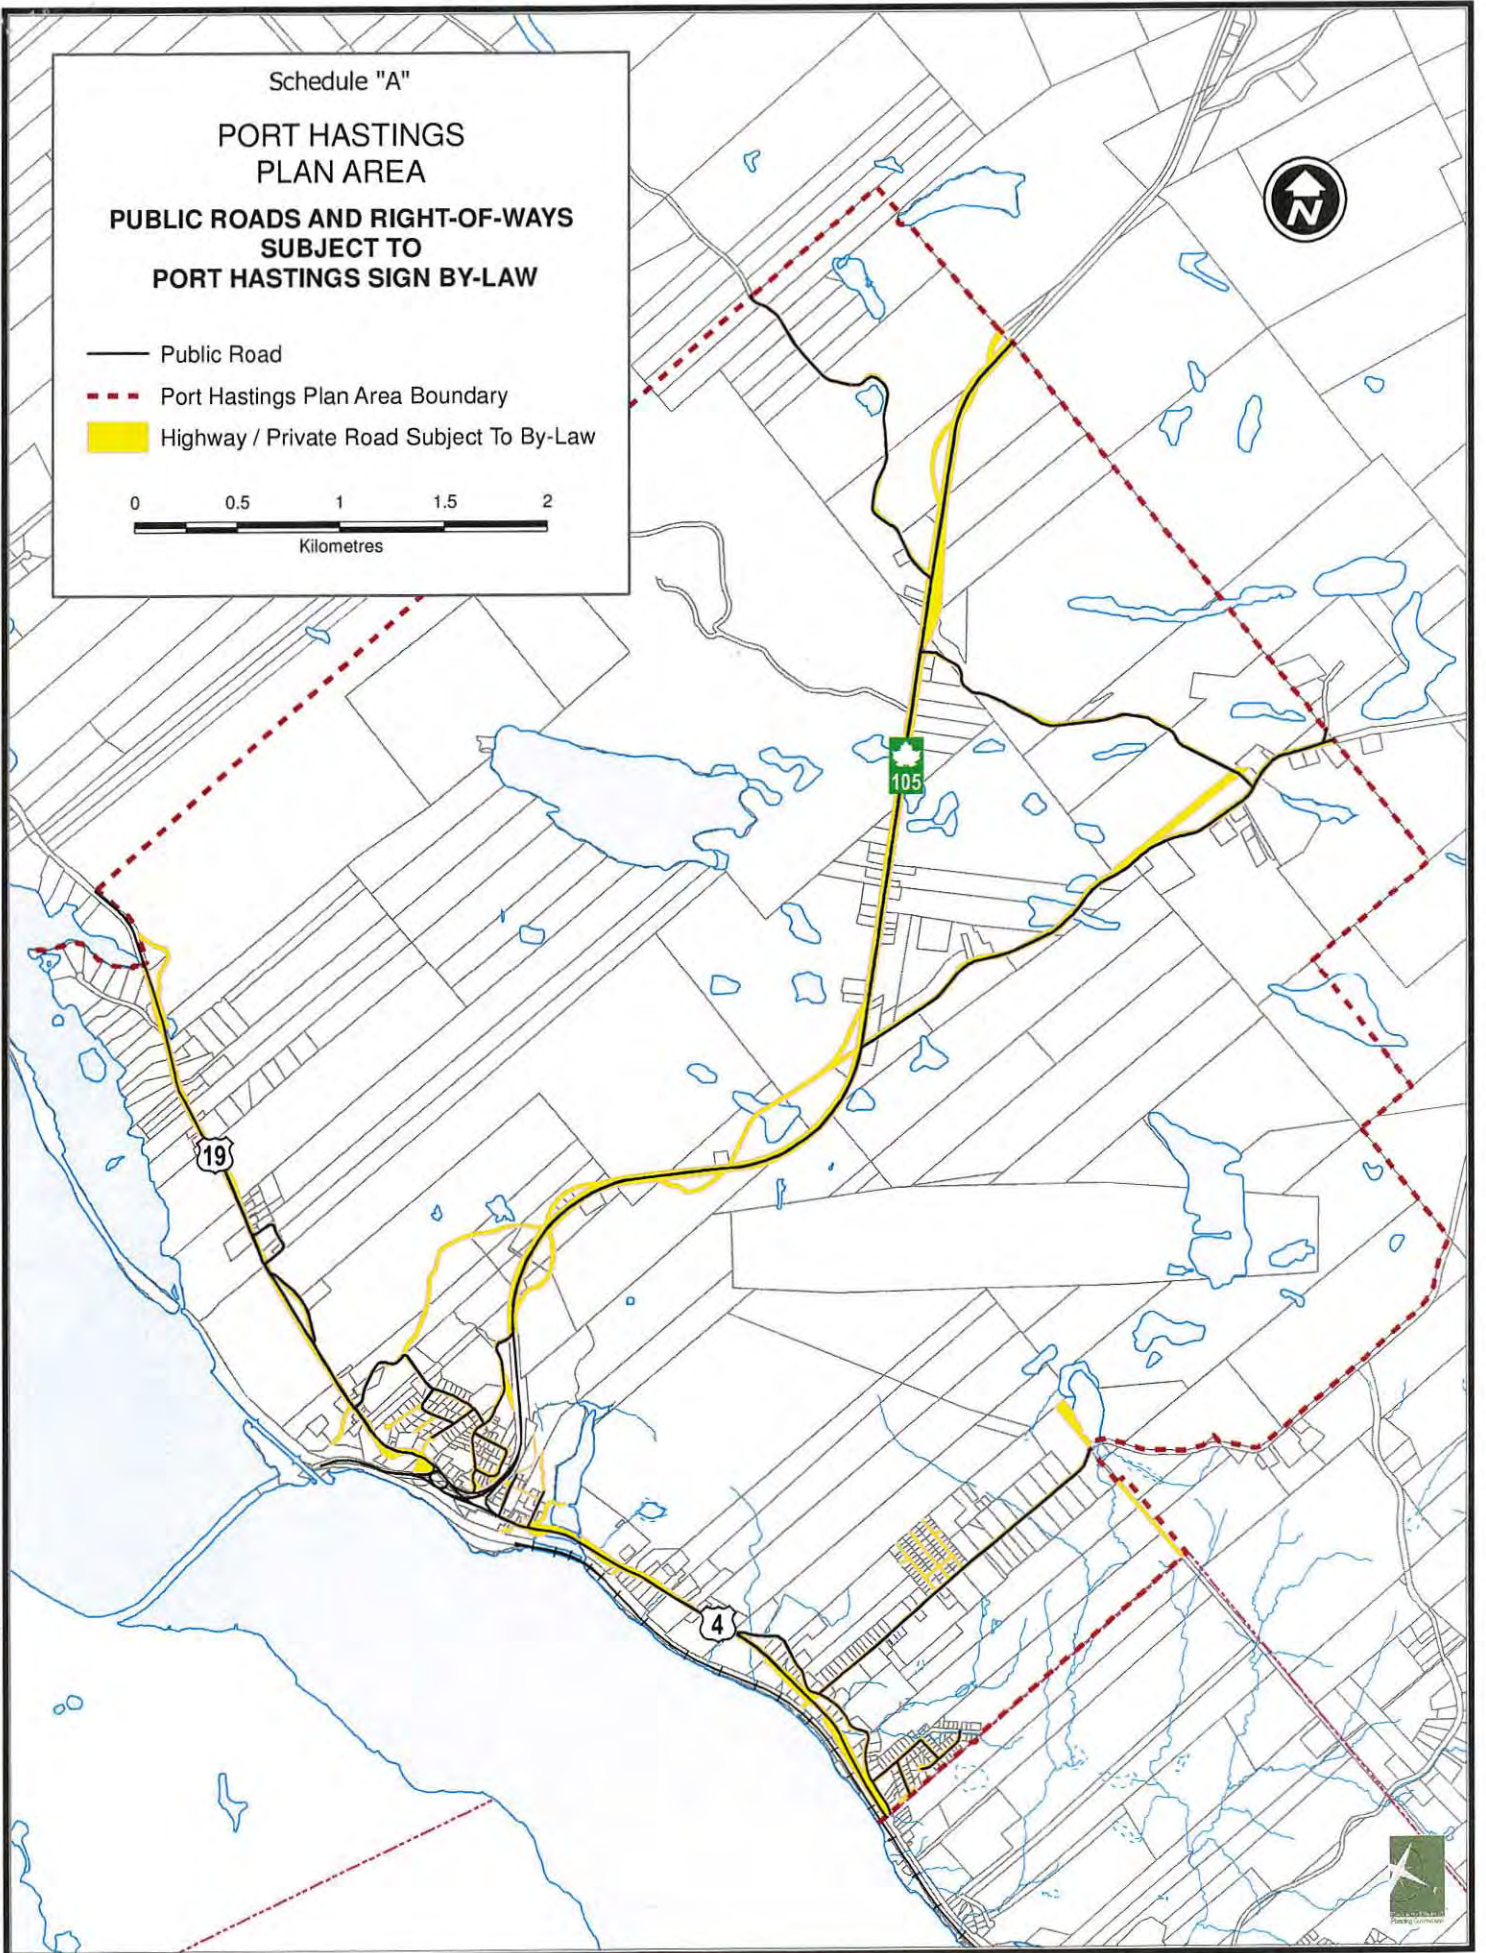 Schedule "A"
PORT HASTINGS
PLAN AREA
PUBLIC ROADS AND RIGHT-OF-WAYS
SUBJECT TO
PORT HASTINGS SIGN BY-LAW
Public Road
Port Hastings Plan Area Boundary
Highway / Private Road Subject To By-Law
0 0.5 1 1.5 2
Kilometres
N
105
19
4